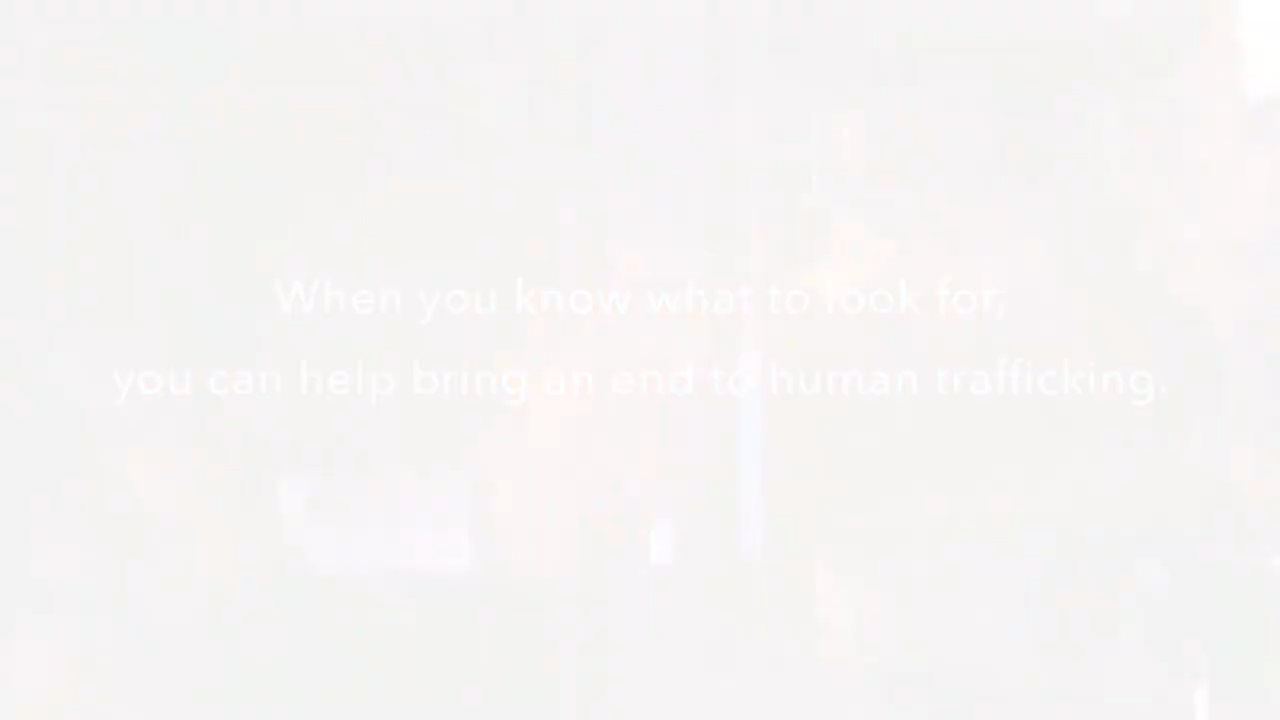 When you know what to look for,
you can help bring an end to human trafficking.